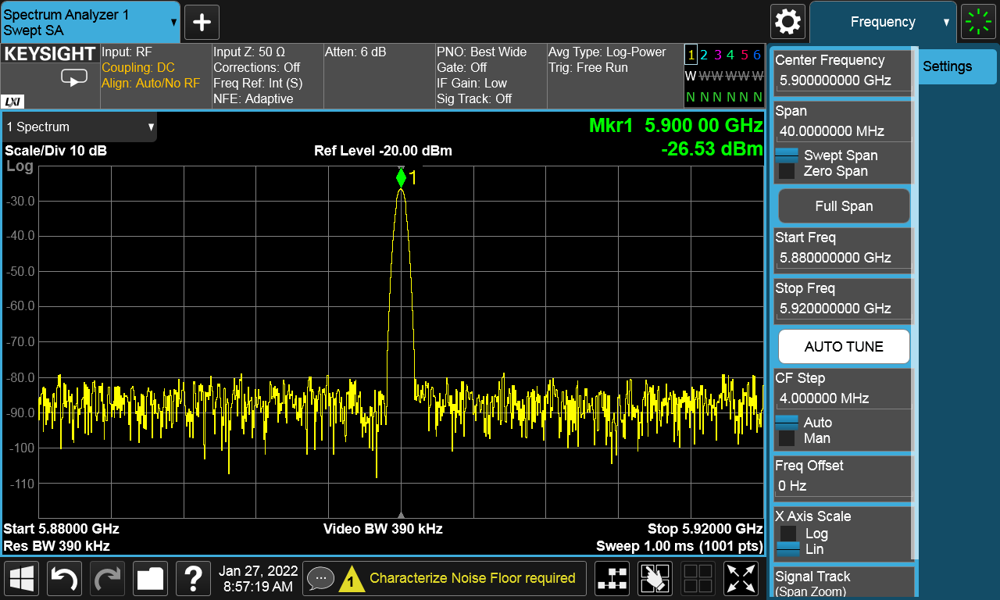 Spectrum Analyzer 1
Swept SA
Frequency
KEYSIGHT
LXI
Input: RF
Coupling: DC
Align: Auto/No RF
Input Z: 50 Ω
Corrections: Off
Freq Ref: Int (S)
NFE: Adaptive
Atten: 6 dB
PNO: Best Wide
Gate: Off
IF Gain: Low
Sig Track: Off
Avg Type: Log-Power
Trig: Free Run
1 2 3 4 5 6
W W W W W W
N N N N N N
1 Spectrum
Scale/Div 10 dB
Log
Ref Level -20.00 dBm
Mkr1 5.900 00 GHz
-26.53 dBm
1
-30.0
-40.0
-50.0
-60.0
-70.0
-80.0
-90.0
-100
-110
Start 5.88000 GHz
Res BW 390 kHz
Video BW 390 kHz
Stop 5.92000 GHz
Sweep 1.00 ms (1001 pts)
Center Frequency
5.900000000 GHz
Span
40.0000000 MHz
Swept Span
Zero Span
Full Span
Start Freq
5.880000000 GHz
Stop Freq
5.920000000 GHz
AUTO TUNE
CF Step
4.000000 MHz
Auto
Man
Freq Offset
0 Hz
X Axis Scale
Log
Lin
Signal Track
(Span Zoom)
Settings
?
Jan 27, 2022
8:57:19 AM
1
Characterize Noise Floor required